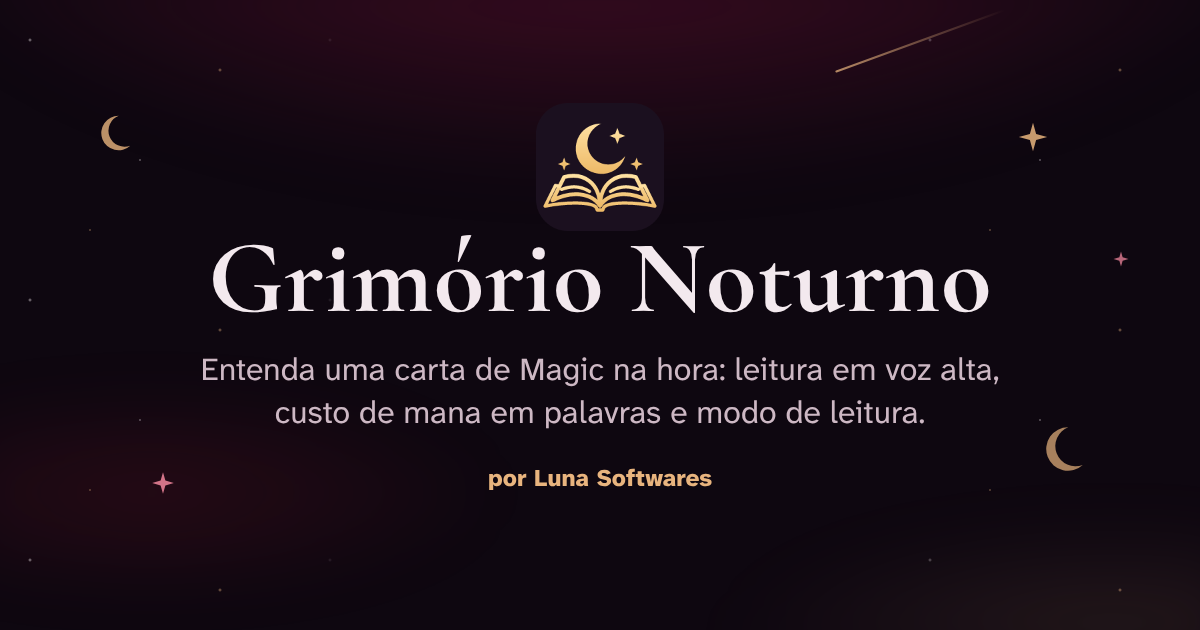 Grimório Noturno
Entenda uma carta de Magic na hora: leitura em voz alta,
custo de mana em palavras e modo de leitura.
por Luna Softwares